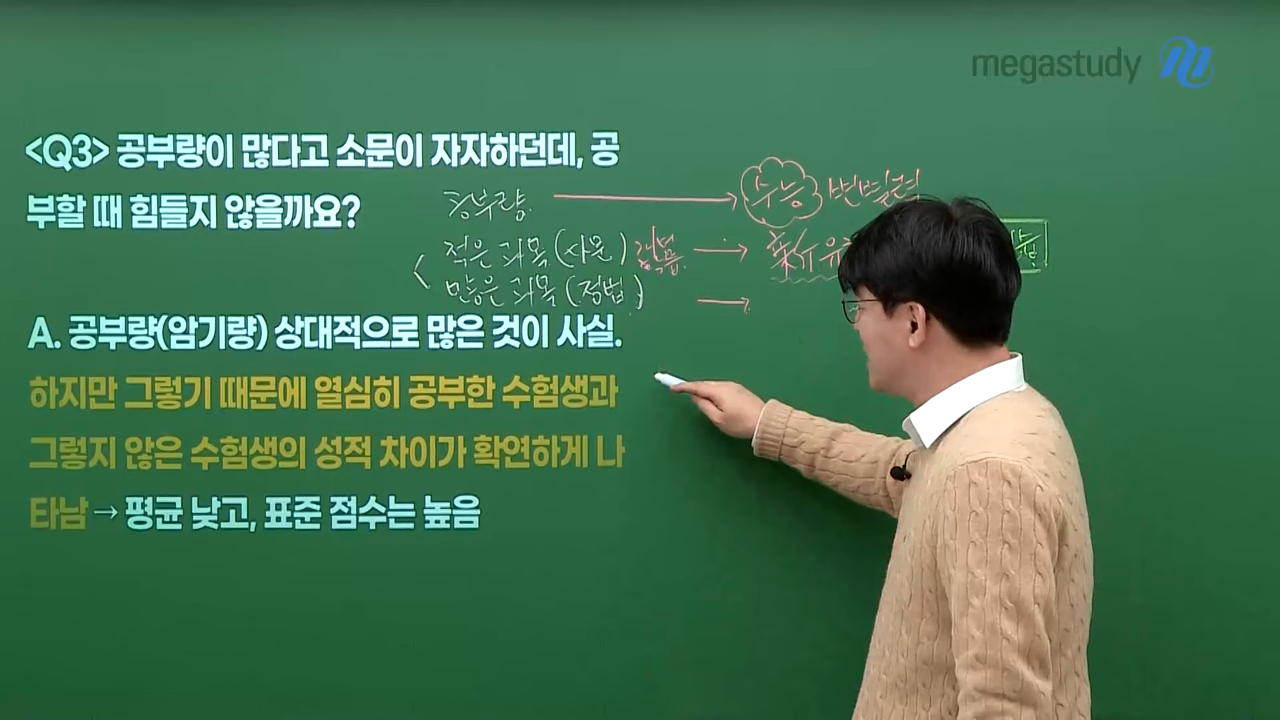 megastudy
<Q3> 공부량이 많다고 소문이 자자하던데, 공
부할 때 힘들지 않을까요?
공부량 → 수능 변별력
적은 과목 (사문) →
많은 과목 (정법) →
A. 공부량(암기량) 상대적으로 많은 것이 사실.
하지만 그렇기 때문에 열심히 공부한 수험생과
그렇지 않은 수험생의 성적 차이가 확연하게 나
타남 → 평균 낮고, 표준 점수는 높음